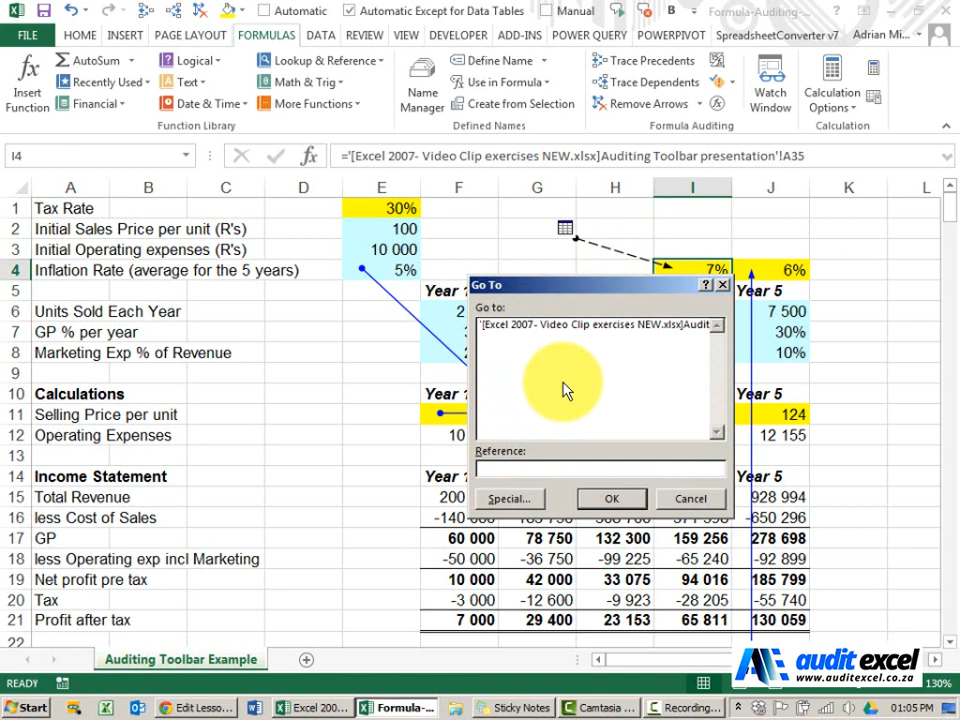 Automatic Automatic Except for Data Tables Manual B Formula-Auditing-... ?
FILE HOME INSERT PAGE LAYOUT FORMULAS DATA REVIEW VIEW DEVELOPER ADD-INS POWER QUERY POWERPIVOT SpreadsheetConverter v7 Adrian Mi...
fx Insert Function
Σ AutoSum Logical Lookup & Reference
Recently Used Text Math & Trig
Financial Date & Time More Functions
Function Library
Name Manager
Define Name
Use in Formula
Create from Selection
Defined Names
Trace Precedents
Trace Dependents
Remove Arrows fx
Formula Auditing
Watch Window
Calculation Options
Calculation
I4 fx ='[Excel 2007- Video Clip exercises NEW.xlsx]Auditing Toolbar presentation'!A35
A B C D E F G H I J K L
1 Tax Rate 30%
2 Initial Sales Price per unit (R's) 100
3 Initial Operating expenses (R's) 10 000
4 Inflation Rate (average for the 5 years) 5% 7% 6%
5 Year 1 Year 5
6 Units Sold Each Year 2 7 500
7 GP % per year 30%
8 Marketing Exp % of Revenue 10%
9
10 Calculations Year 1 Year 5
11 Selling Price per unit 124
12 Operating Expenses 10 12 155
13
14 Income Statement Year Year 5
15 Total Revenue 200 928 994
16 less Cost of Sales -140 000 -650 296
17 GP 60 000 78 750 132 300 159 256 278 698
18 less Operating exp incl Marketing -50 000 -36 750 -99 225 -65 240 -92 899
19 Net profit pre tax 10 000 42 000 33 075 94 016 185 799
20 Tax -3 000 -12 600 -9 923 -28 205 -55 740
21 Profit after tax 7 000 29 400 23 153 65 811 130 059
22
Go To ?
Go to:
'[Excel 2007- Video Clip exercises NEW.xlsx]Audit
Reference:
Special... OK Cancel
Auditing Toolbar Example
audit excel
www.auditexcel.co.za
READY 130%
Start Edit Lesso... Excel 200... Formula-... Sticky Notes Camtasia ... Recording... 01:05 PM